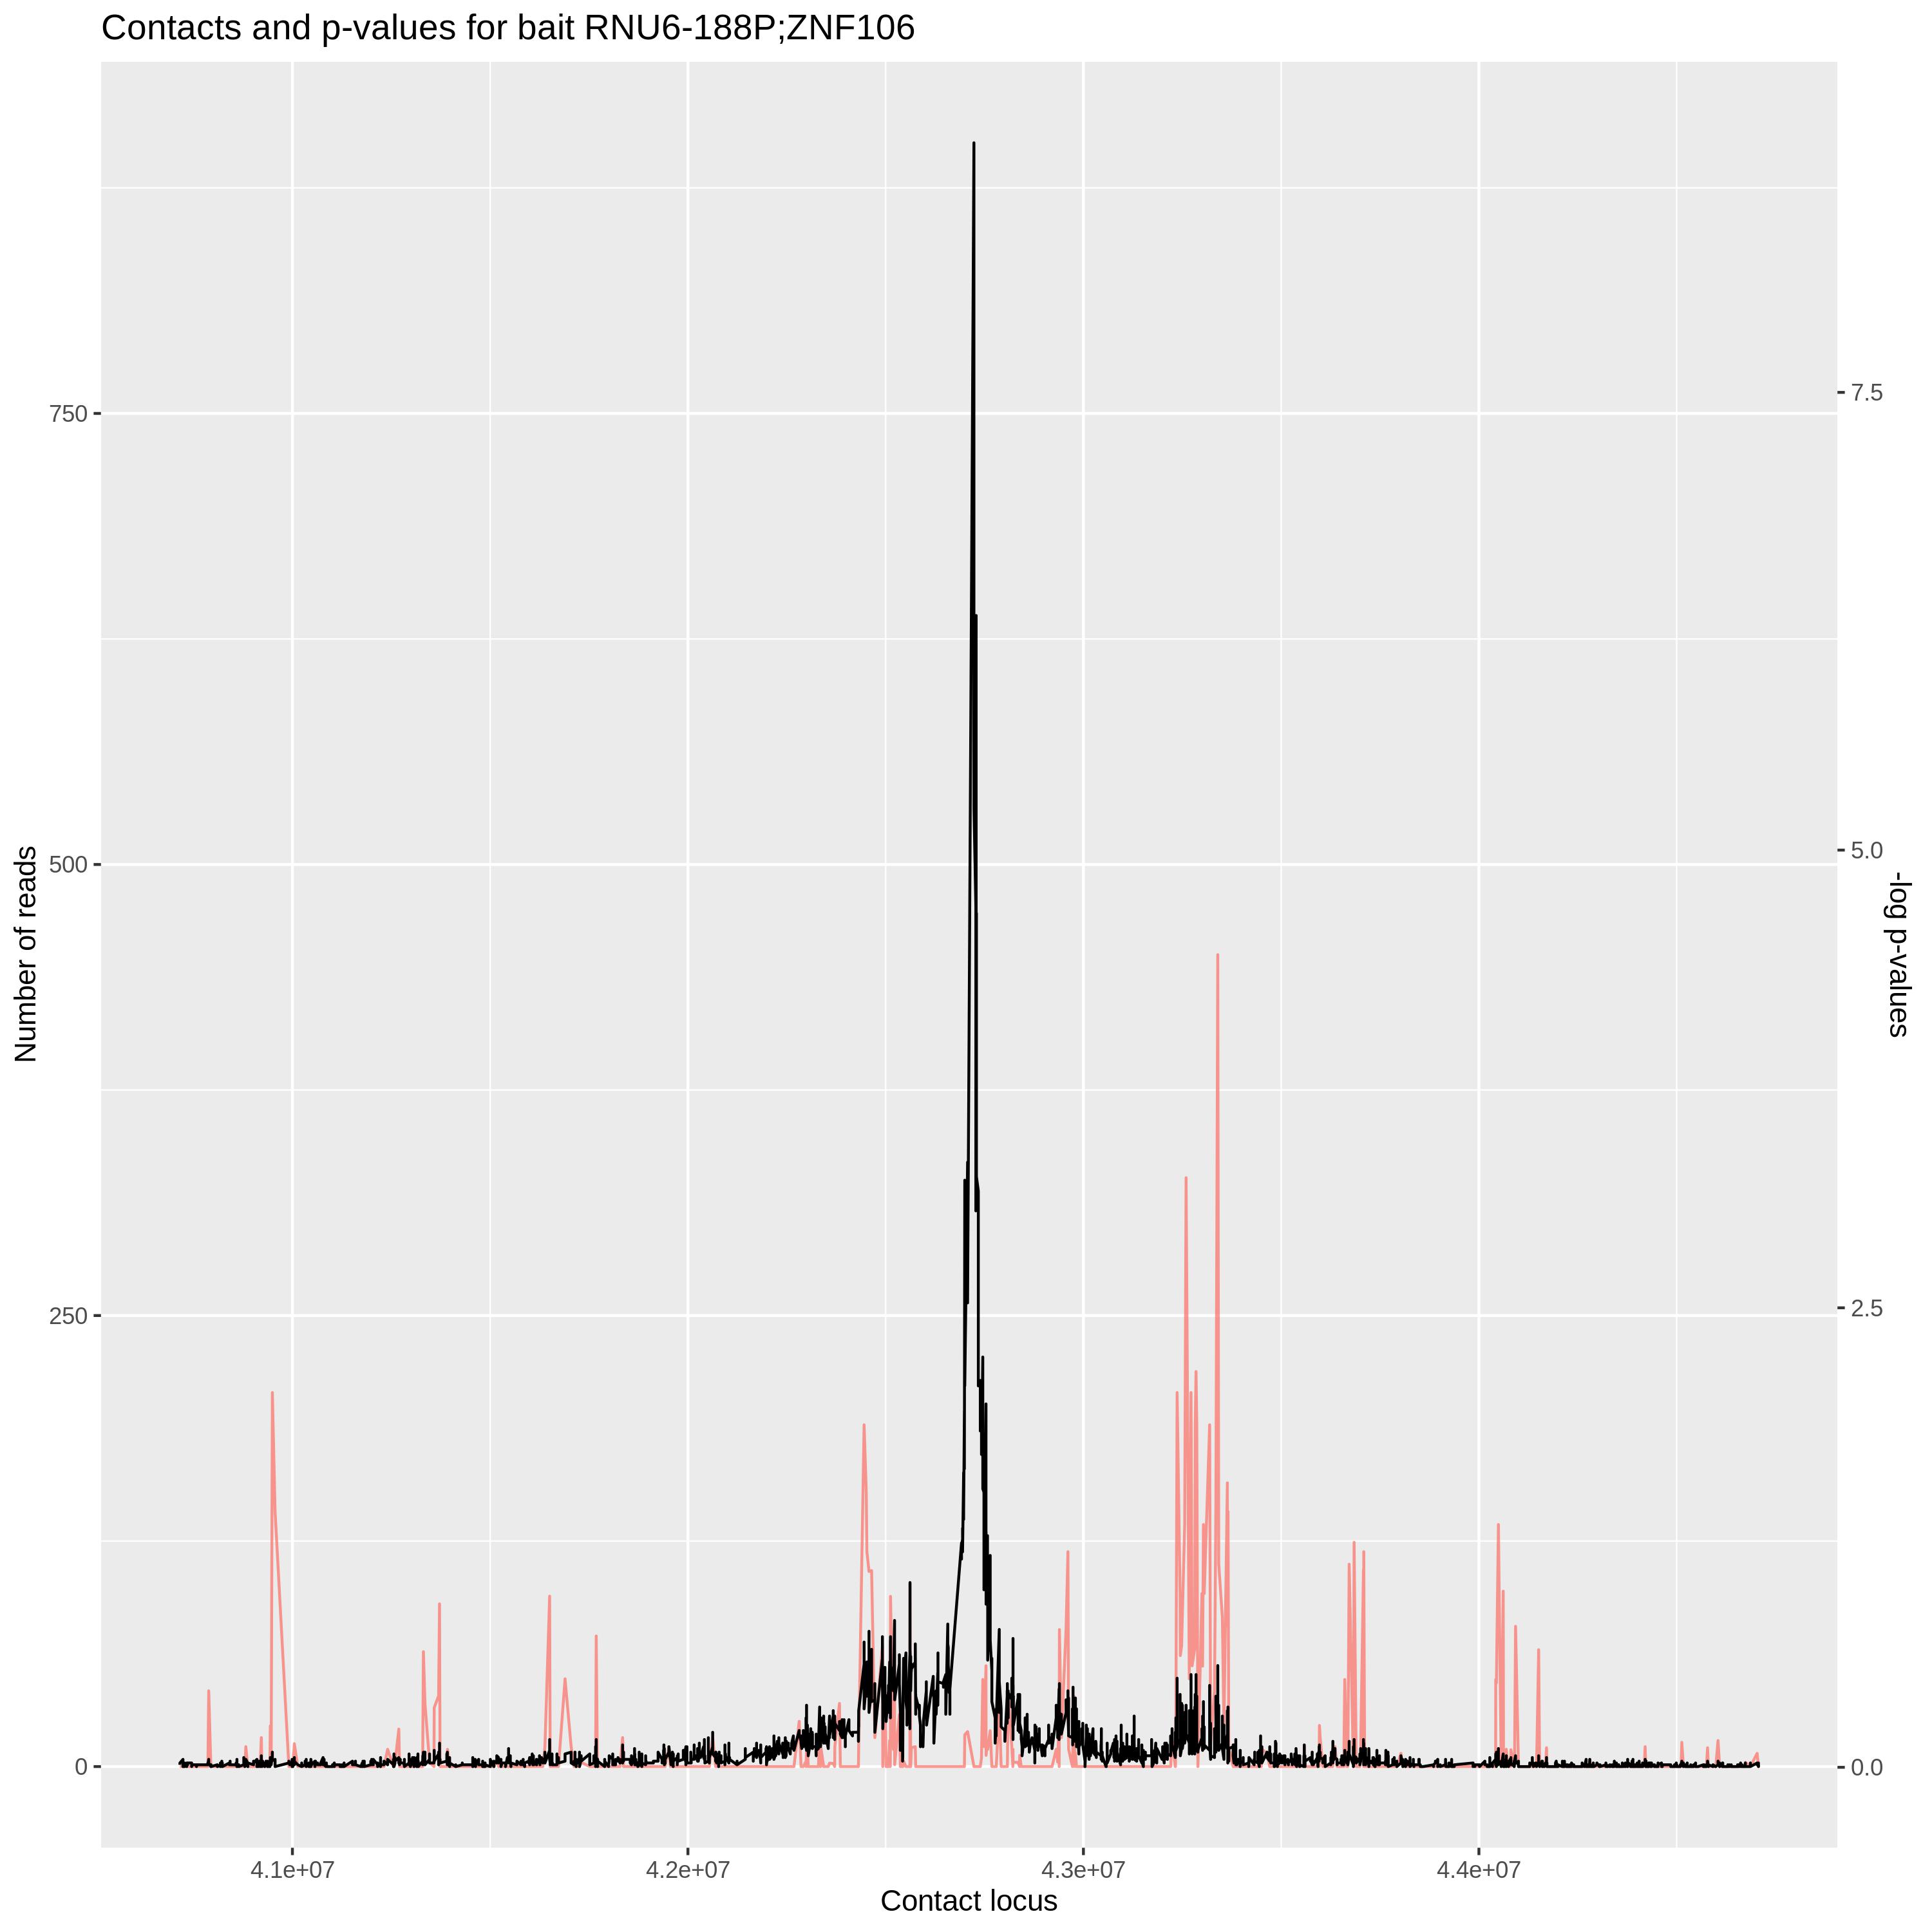 Contacts and p-values for bait RNU6-188P;ZNF106
Number of reads
750
500
250
0
7.5
5.0
2.5
0.0
-log p-values
4.1e+07
4.2e+07
4.3e+07
4.4e+07
Contact locus